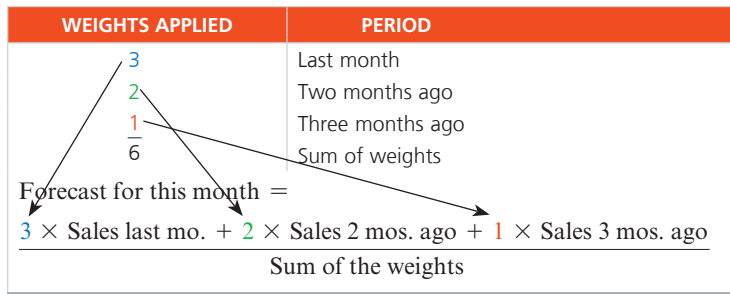 WEIGHTS APPLIED PERIOD
3 Last month
2 Two months ago
1 Three months ago
6 Sum of weights
Forecast for this month =
3 × Sales last mo. + 2 × Sales 2 mos. ago + 1 × Sales 3 mos. ago
Sum of the weights